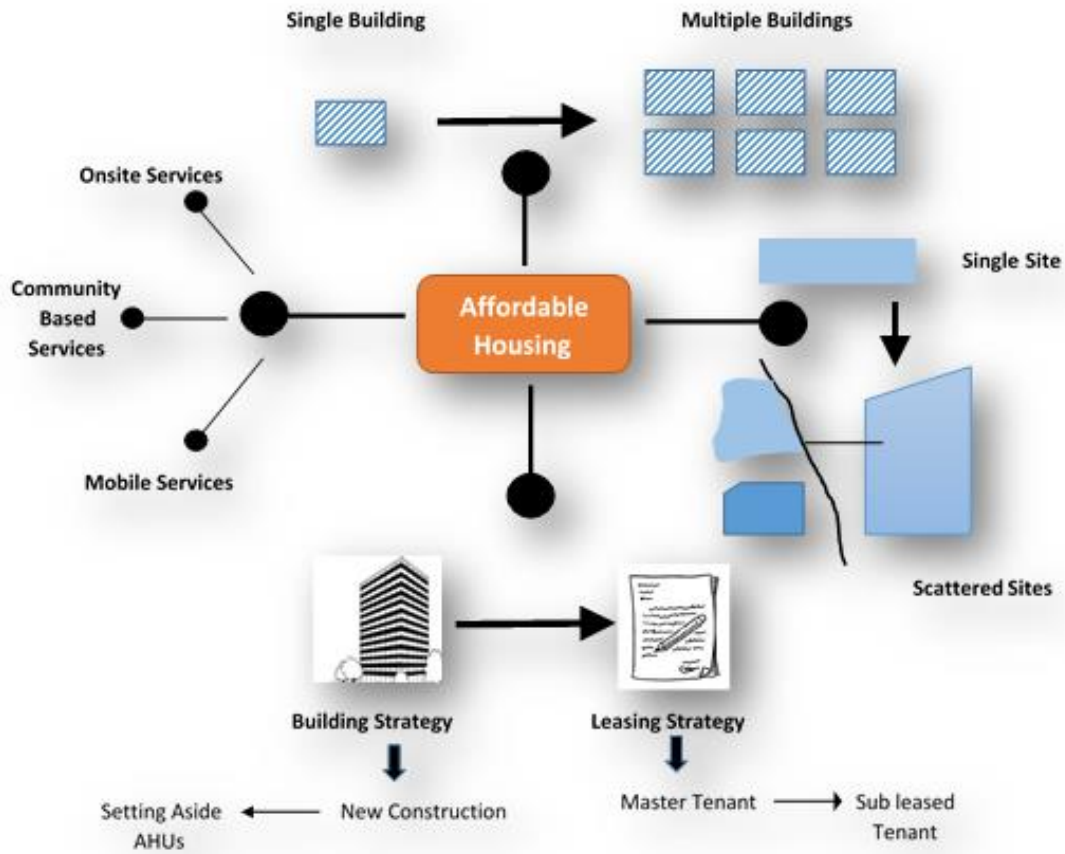 Single Building
Multiple Buildings
Onsite Services
Single Site
Community
Based
Services
Affordable
Housing
Mobile Services
Scattered Sites
Building Strategy
Leasing Strategy
Setting Aside
AHUs
New Construction
Master Tenant
Sub leased
Tenant